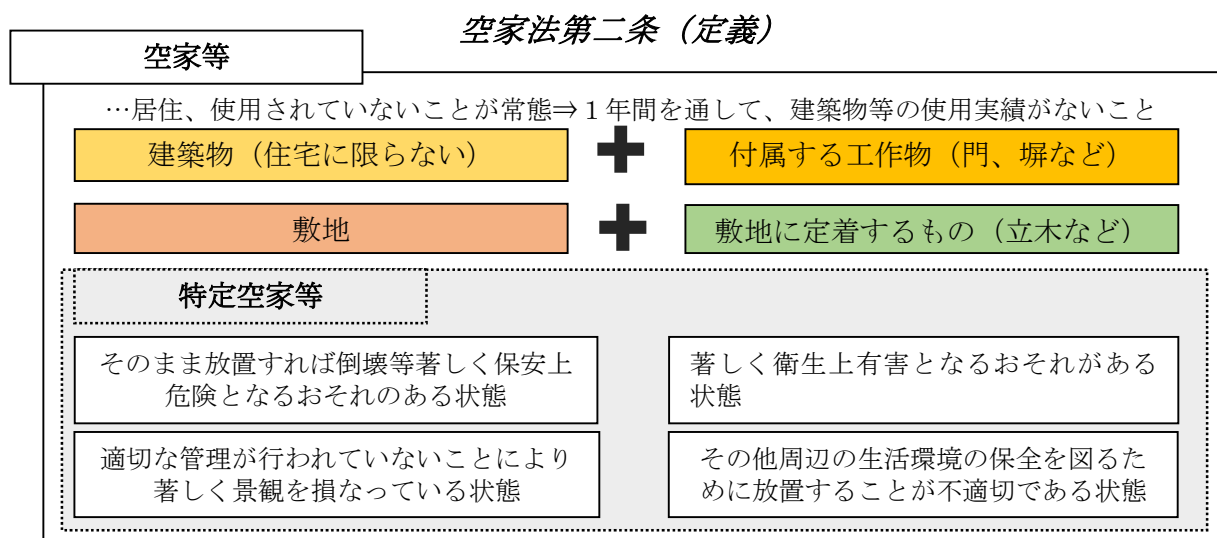 空家法第二条（定義）
空家等
…居住、使用されていないことが常態⇒１年間を通して、建築物等の使用実績がないこと
建築物（住宅に限らない）
付属する工作物（門、塀など）
敷地
敷地に定着するもの（立木など）
特定空家等
そのまま放置すれば倒壊等著しく保安上
危険となるおそれのある状態
著しく衛生上有害となるおそれがある
状態
適切な管理が行われていないことにより
著しく景観を損なっている状態
その他周辺の生活環境の保全を図るた
めに放置することが不適切である状態